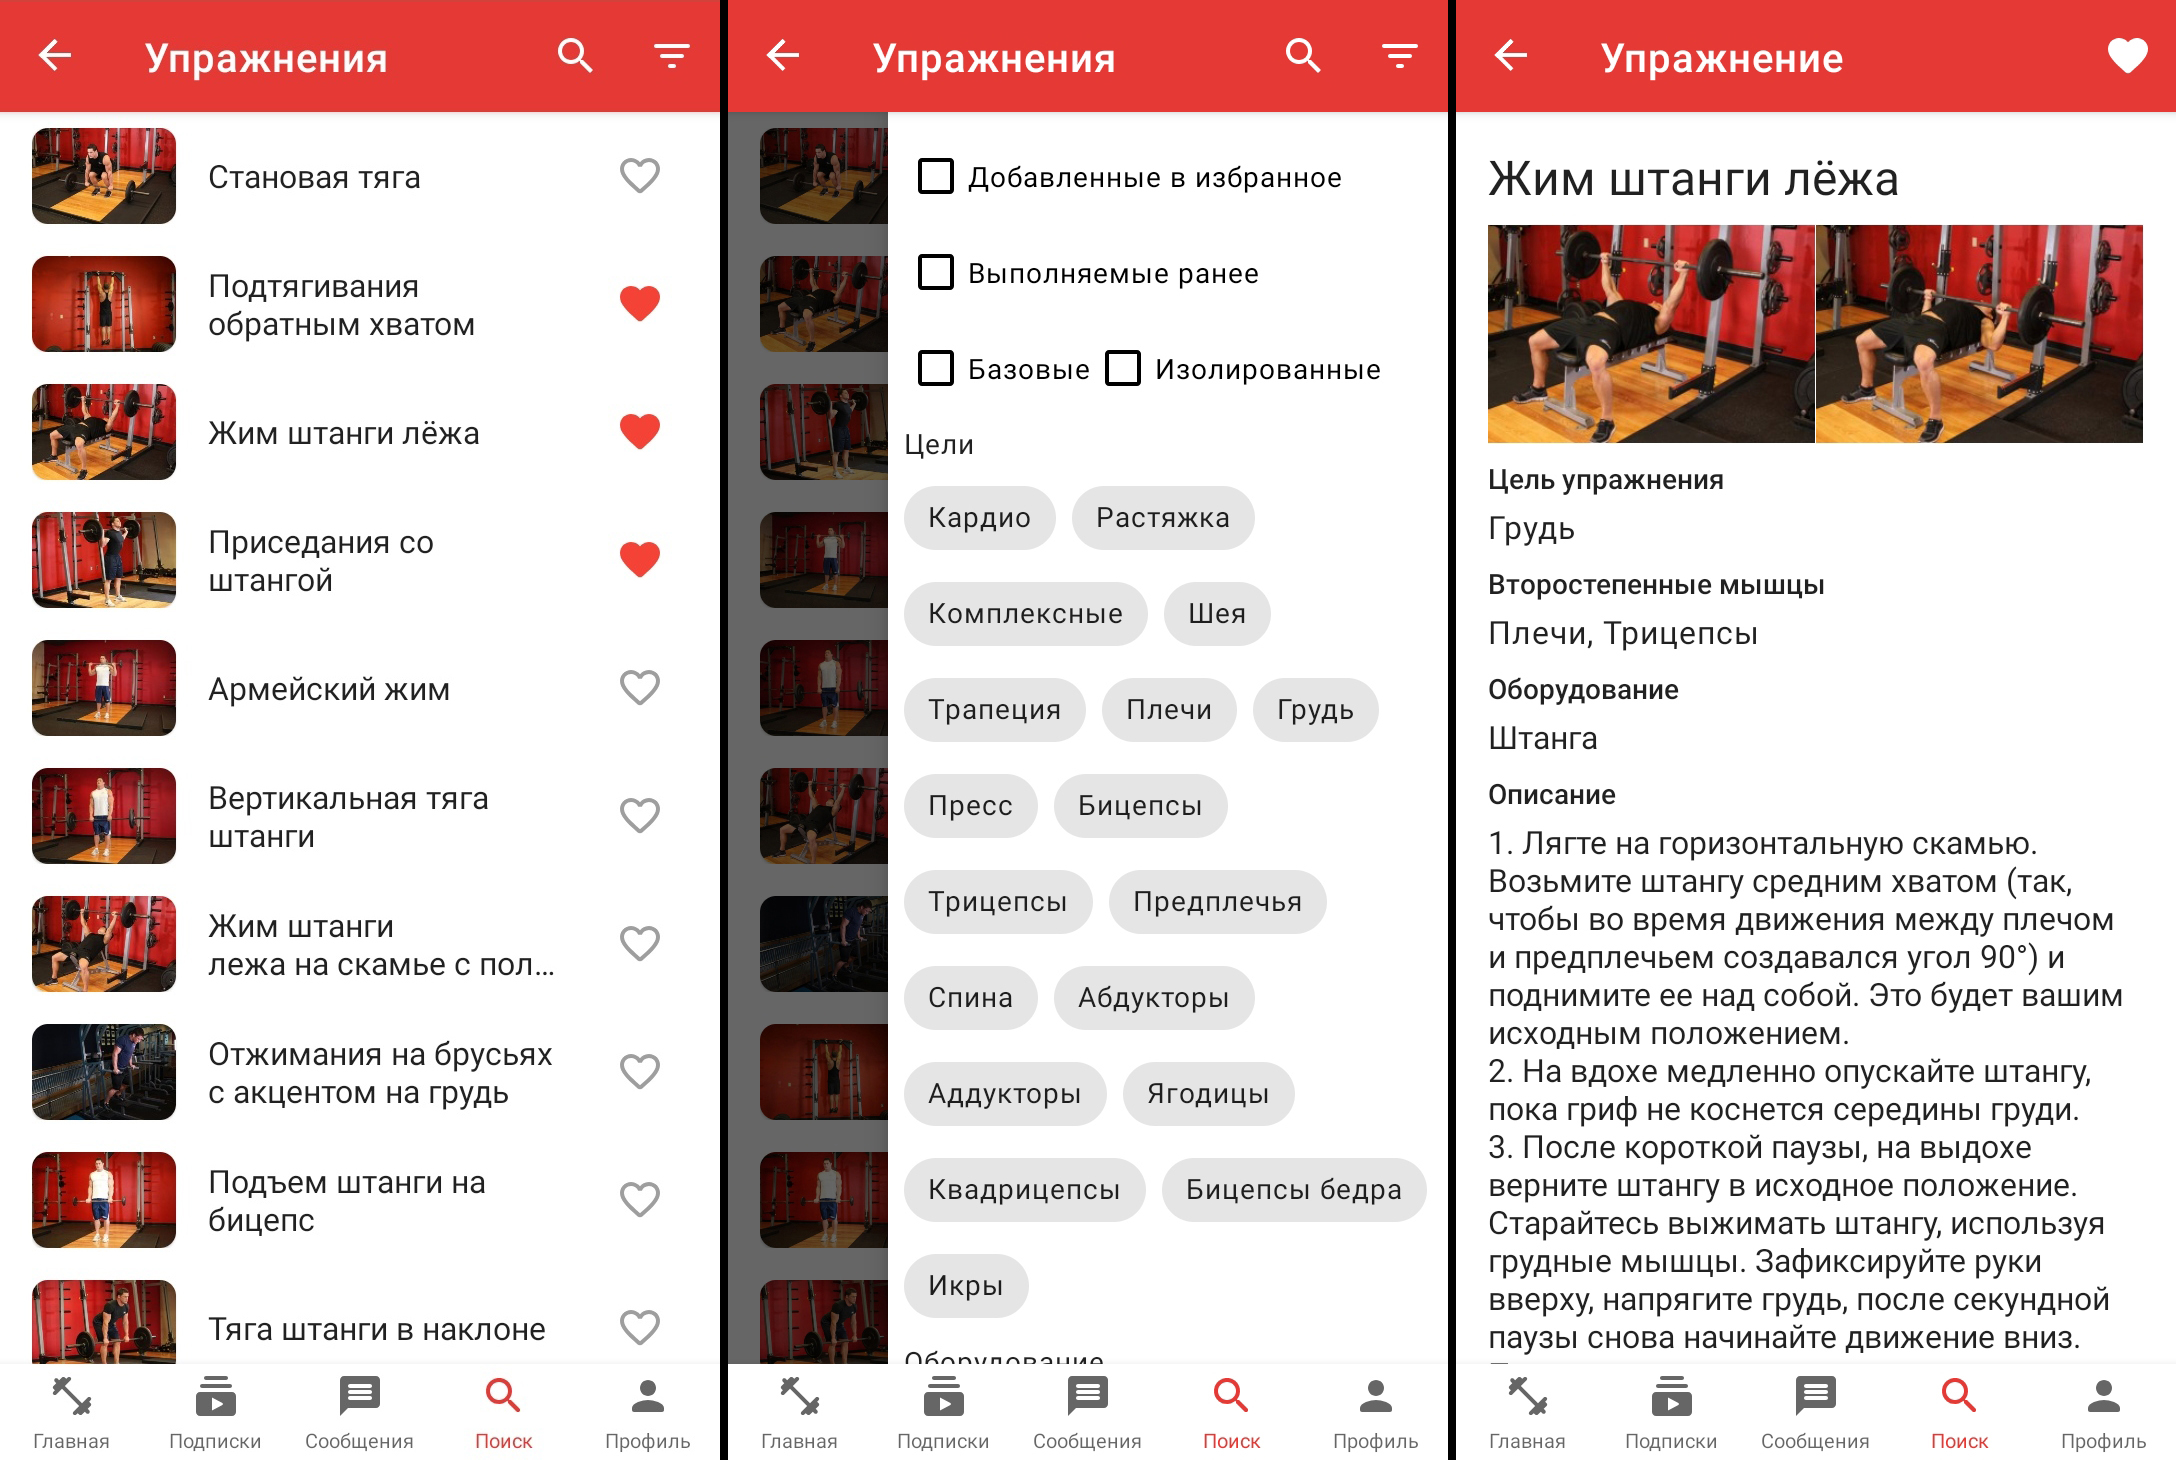 Упражнения
Становая тяга
Подтягивания
обратным хватом
Жим штанги лёжа
Приседания со
штангой
Армейский жим
Вертикальная тяга
штанги
Жим штанги
лежа на скамье с пол...
Отжимания на брусьях
с акцентом на грудь
Подъем штанги на
бицепс
Тяга штанги в наклоне
Главная Подписки Сообщения Поиск Профиль
Упражнения
Добавленные в избранное
Выполняемые ранее
Базовые Изолированные
Цели
Кардио Растяжка
Комплексные Шея
Трапеция Плечи Грудь
Пресс Бицепсы
Трицепсы Предплечья
Спина Абдукторы
Аддукторы Ягодицы
Квадрицепсы Бицепсы бедра
Икры
Оборудование
Главная Подписки Сообщения Поиск Профиль
Упражнение
Жим штанги лёжа
Цель упражнения
Грудь
Второстепенные мышцы
Плечи, Трицепсы
Оборудование
Штанга
Описание
1. Лягте на горизонтальную скамью.
Возьмите штангу средним хватом (так,
чтобы во время движения между плечом
и предплечьем создавался угол 90°) и
поднимите ее над собой. Это будет вашим
исходным положением.
2. На вдохе медленно опускайте штангу,
пока гриф не коснется середины груди.
3. После короткой паузы, на выдохе
верните штангу в исходное положение.
Старайтесь выжимать штангу, используя
грудные мышцы. Зафиксируйте руки
вверху, напрягите грудь, после секундной
паузы снова начинайте движение вниз.
Главная Подписки Сообщения Поиск Профиль